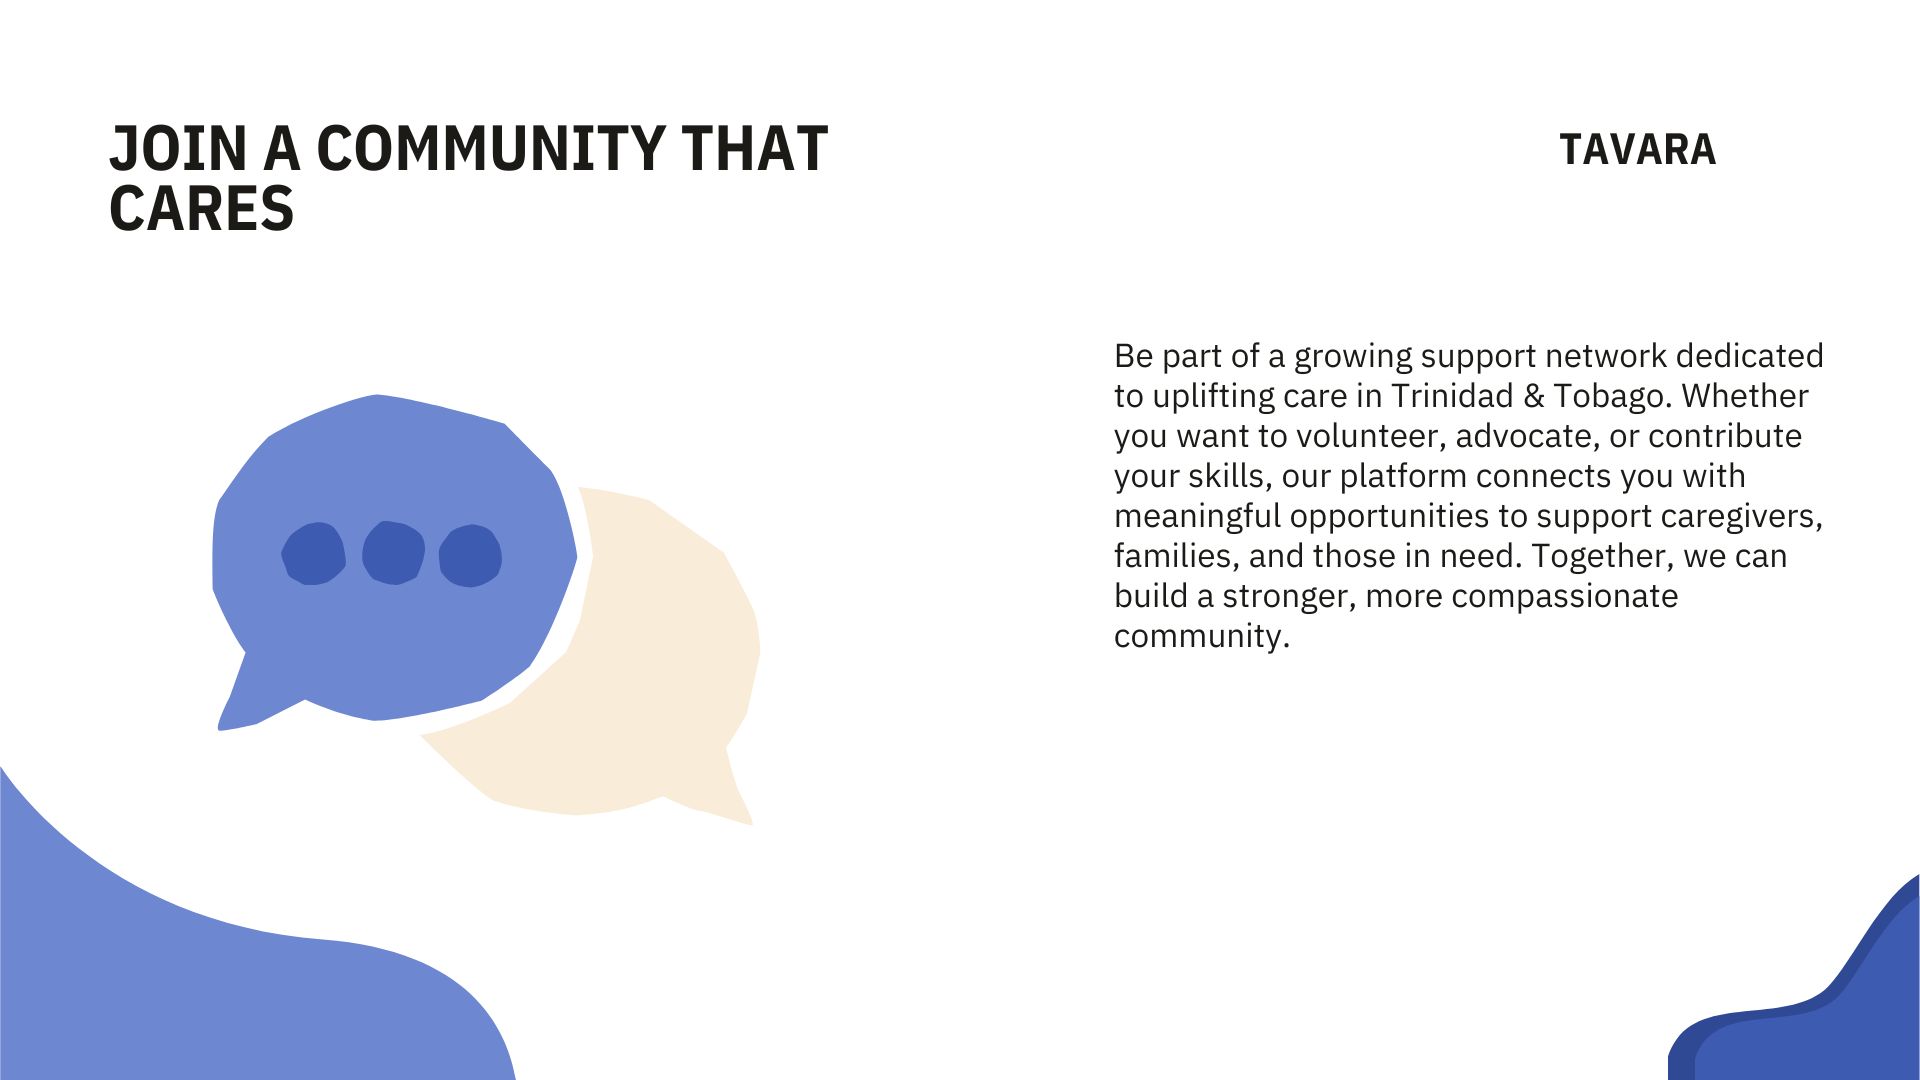 JOIN A COMMUNITY THAT
CARES
TAVARA
Be part of a growing support network dedicated
to uplifting care in Trinidad & Tobago. Whether
you want to volunteer, advocate, or contribute
your skills, our platform connects you with
meaningful opportunities to support caregivers,
families, and those in need. Together, we can
build a stronger, more compassionate
community.